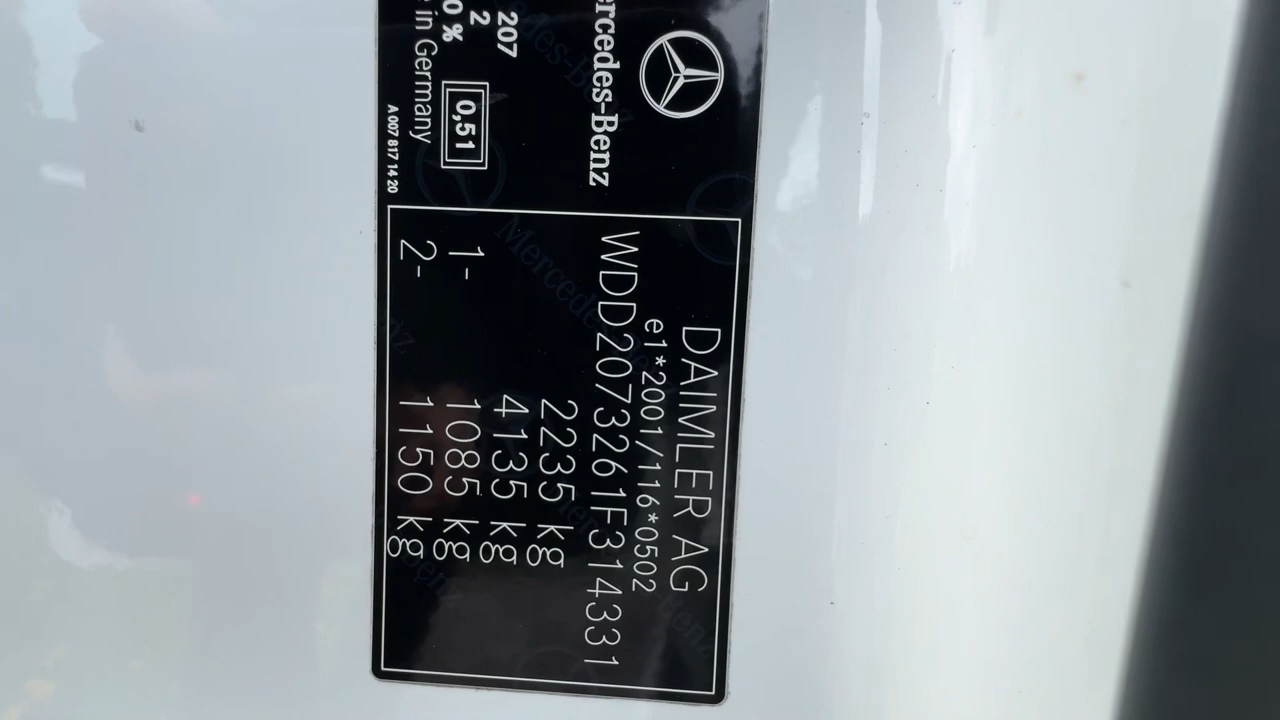 Mercedes-Benz
207
2
0 %
0,51
in Germany
A 007 817 14 20
DAIMLER AG
e1*2001/116*0502
WDD2073261F314331
2235 kg
4135 kg
1- 1085 kg
2- 1150 kg